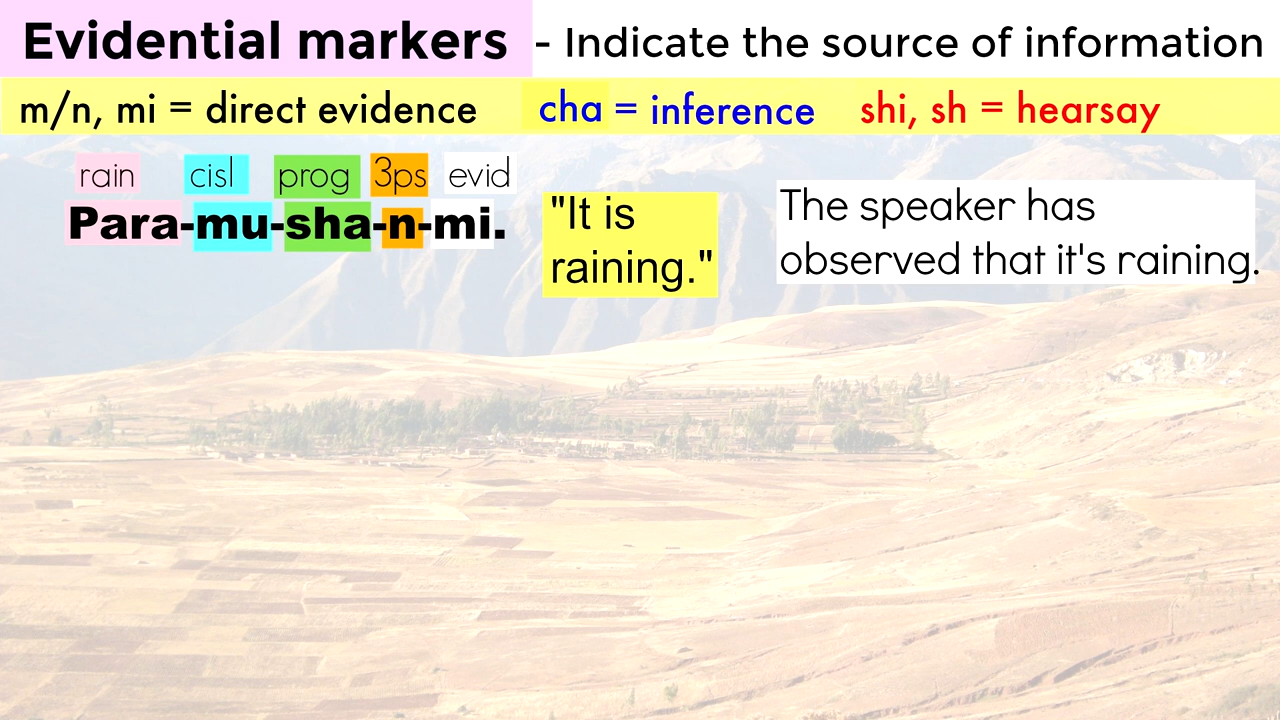 Evidential markers - Indicate the source of information
m/n, mi = direct evidence cha = inference shi, sh = hearsay
rain cisl prog 3ps evid
Para-mu-sha-n-mi.
"It is
raining."
The speaker has
observed that it's raining.